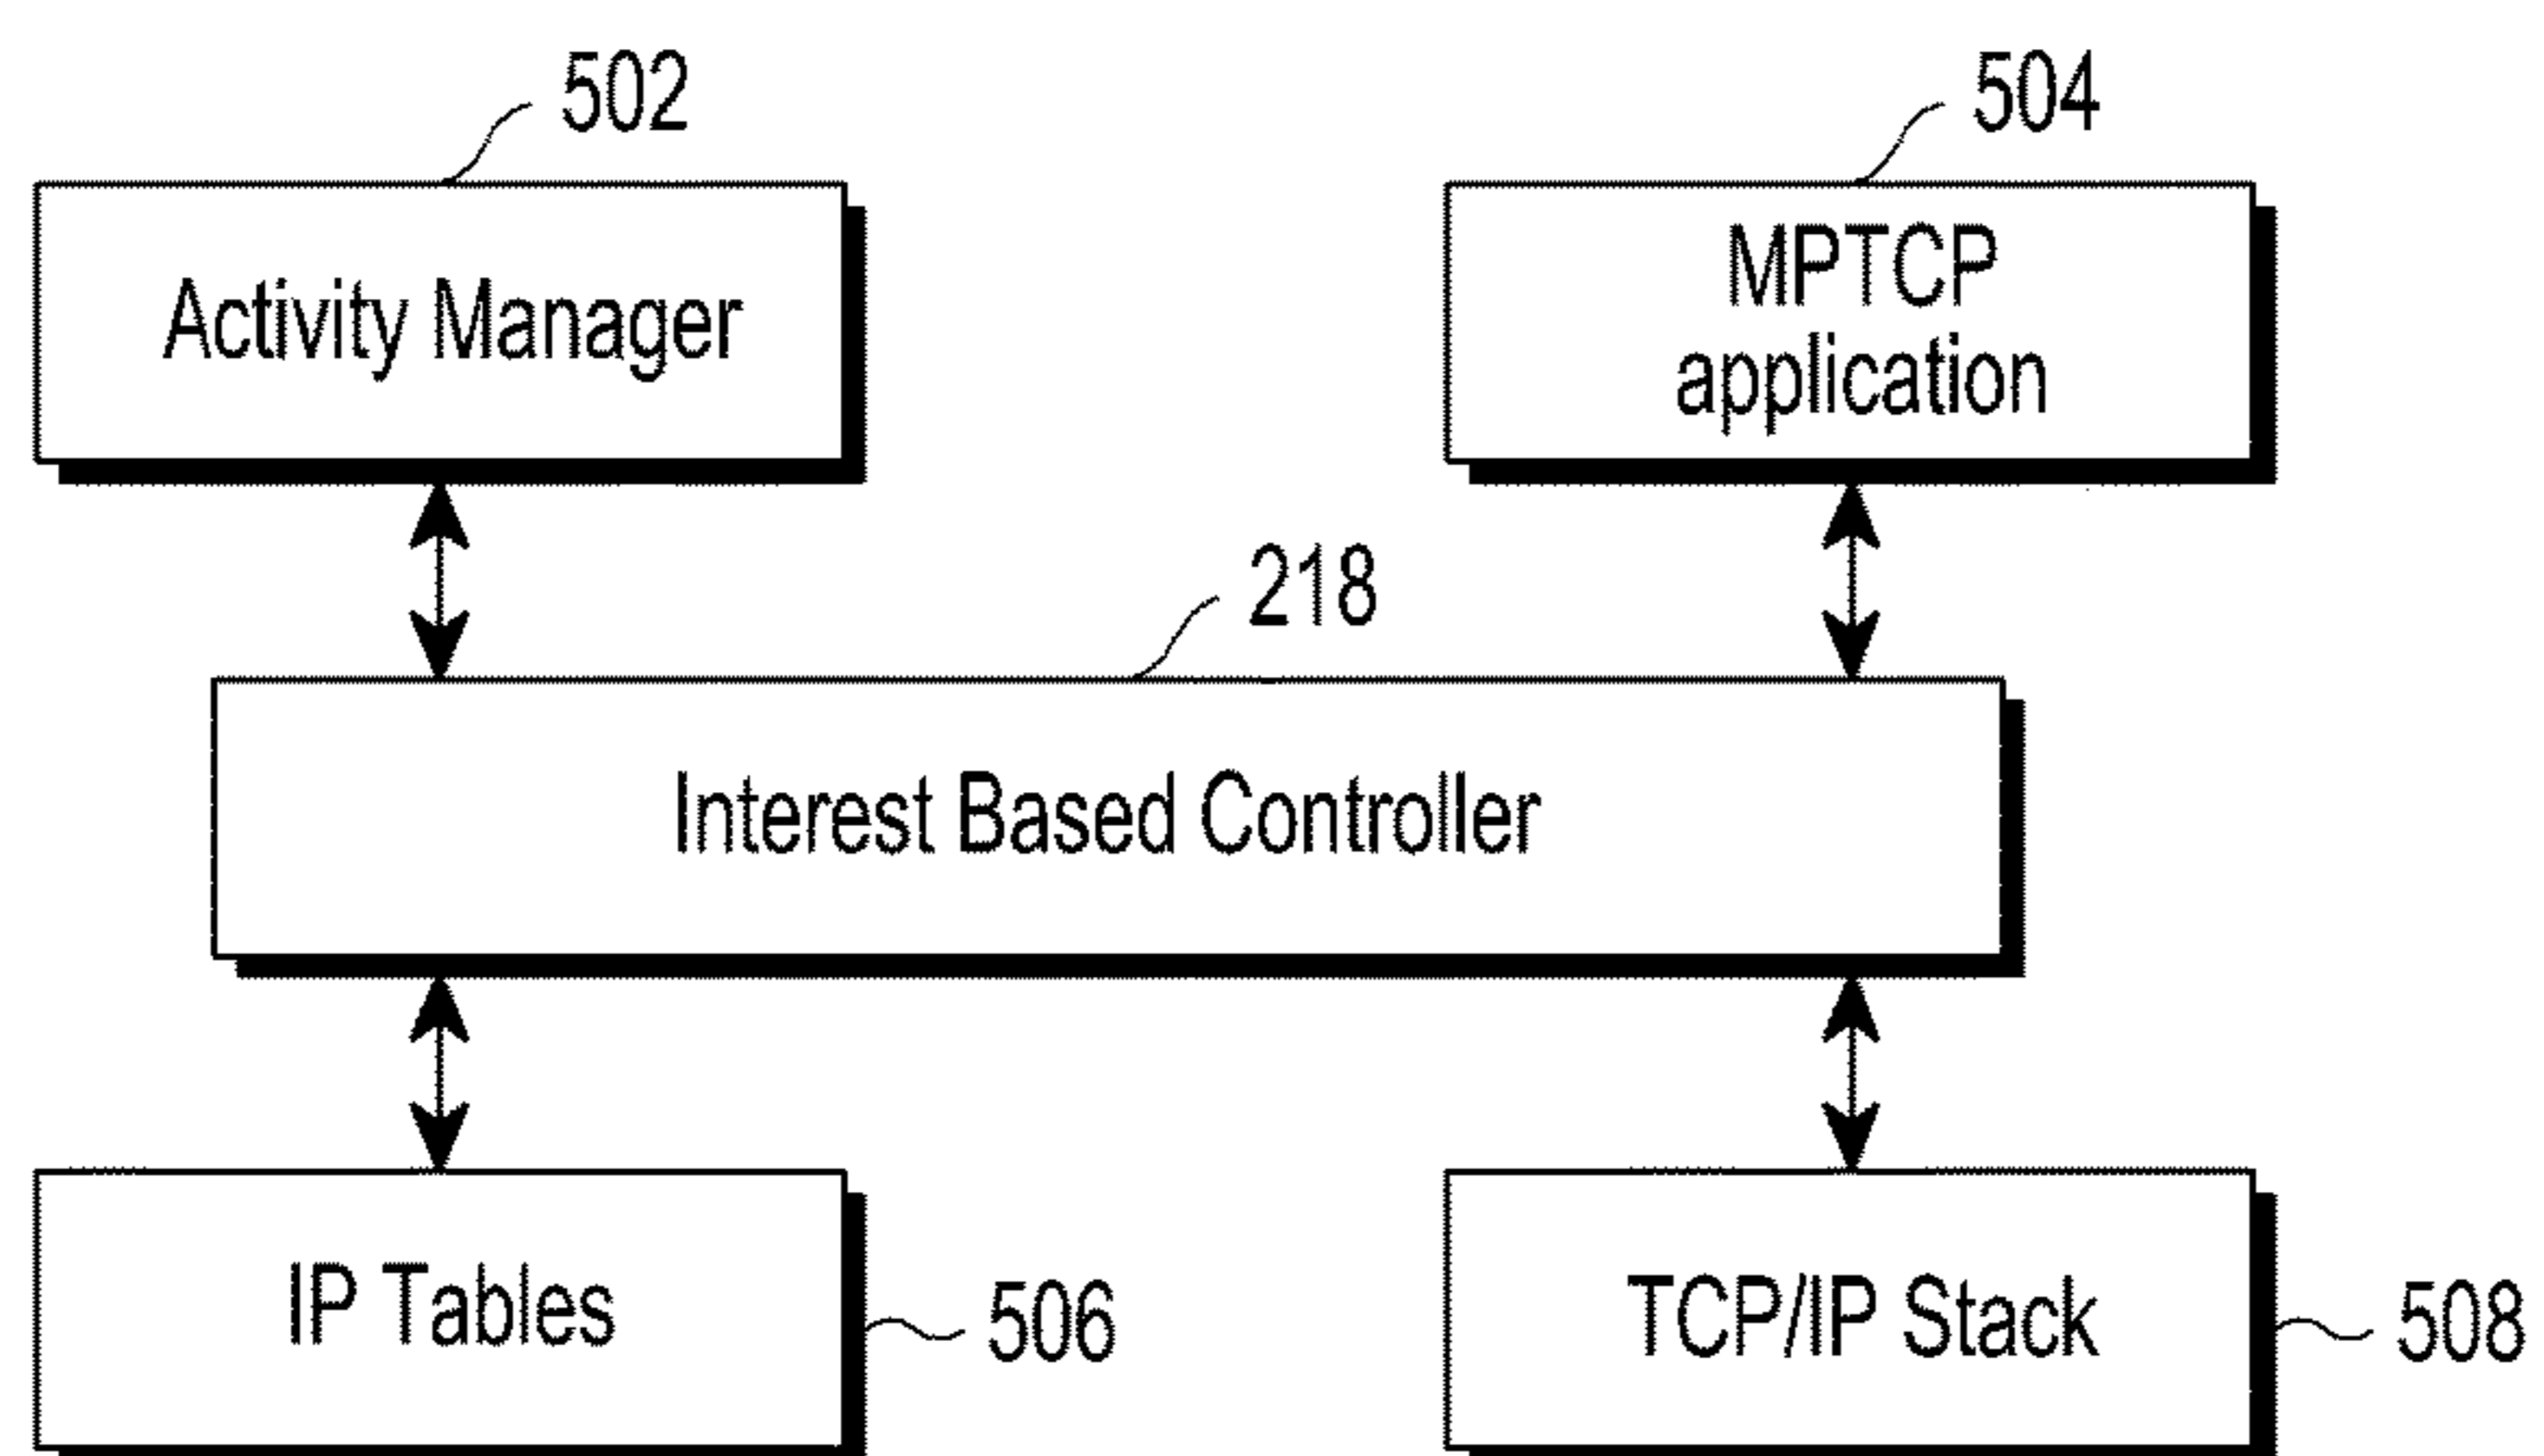 502
504
Activity Manager
MPTCP
application
218
Interest Based Controller
IP Tables
506
TCP/IP Stack
508